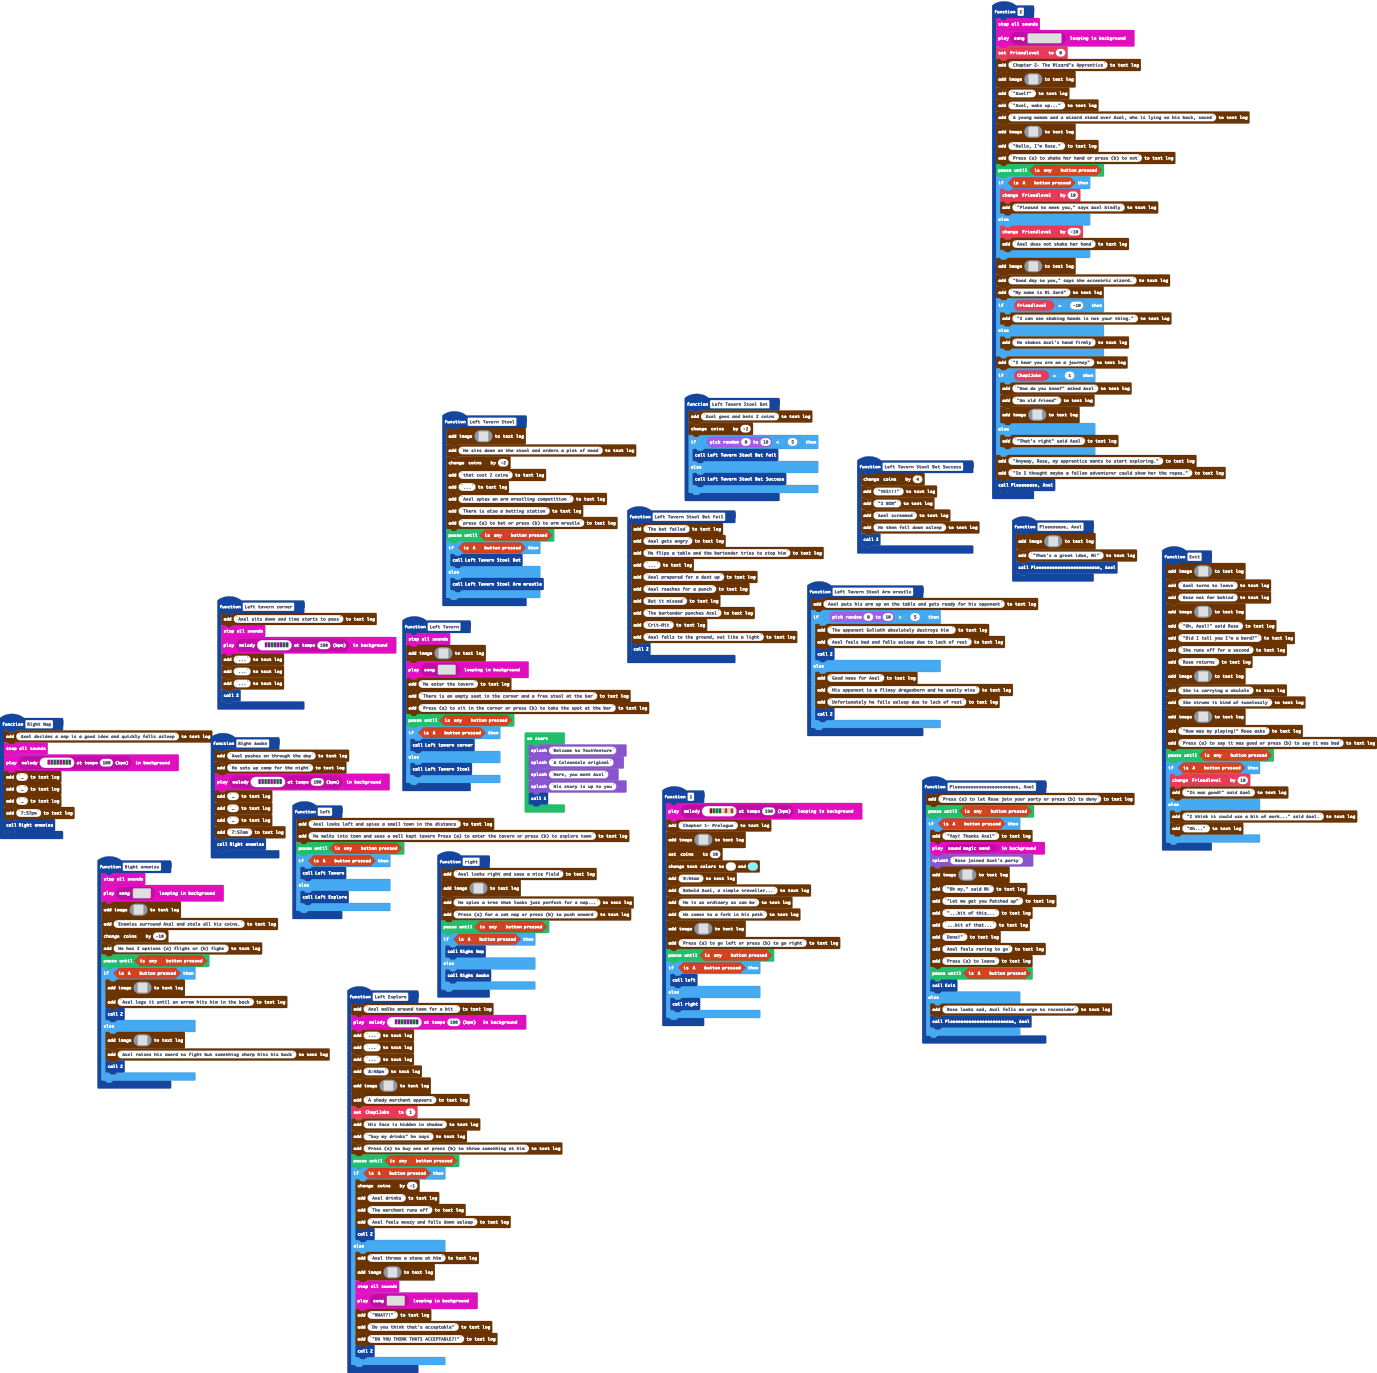 function 2
stop all sounds
play song looping in background
set Friendlevel to 0
add Chapter 2- The Wizard's Apprentice to text log
add image to text log
add "Axel?" to text log
add "Axel, wake up..." to text log
add A young woman and a wizard stand over Axel, who is lying on his back, saved to text log
add image to text log
add "Hello, I'm Rose." to text log
add Press (a) to shake her hand or press (b) to not to text log
pause until is any button pressed
if is A button pressed then
change Friendlevel by 10
add "Pleased to meet you," says Axel kindly to text log
else
change Friendlevel by -10
add Axel does not shake her hand to text log
add image to text log
add "Good day to you," says the eccentric wizard. to text log
add "My name is Wi Zard" to text log
if Friendlevel = -10 then
add "I can see shaking hands is not your thing." to text log
else
add He shakes Axel's hand firmly to text log
add "I hear you are on a journey" to text log
if Chap1Joke = 1 then
add "How do you know?" asked Axel to text log
add "An old friend" to text log
add image to text log
else
add "That's right" said Axel to text log
add "Anyway, Rose, my apprentice wants to start exploring." to text log
add "So I thought maybe a fellow adventurer could show her the ropes." to text log
call Pleeeeease, Axel
function Left Tavern Stool Bet
add Axel goes and bets 2 coins to text log
change coins by -2
if pick random 0 to 10 < 5 then
call Left Tavern Stool Bet Fail
else
call Left Tavern Stool Bet Success
function Left Tavern Stool
add image to text log
add He sits down on the stool and orders a pint of mead to text log
change coins by -2
add that cost 2 coins to text log
add ... to text log
add Axel spies an arm wrestling competition to text log
add There is also a betting station to text log
add press (a) to bet or press (b) to arm wrestle to text log
pause until is any button pressed
if is A button pressed then
call Left Tavern Stool Bet
else
call Left Tavern Stool Arm wrestle
function Left Tavern Stool Bet Success
change coins by 4
add "YES!!!" to text log
add "I WON" to text log
add Axel screamed to text log
add He then fell down asleep to text log
call 2
function Left Tavern Stool Bet Fail
add The bet failed to text log
add Axel gets angry to text log
add He flips a table and the bartender tries to stop him to text log
add ... to text log
add Axel prepared for a dust up to text log
add Axel reaches for a punch to text log
add But it missed to text log
add The bartender punches Axel to text log
add Crit-Hit to text log
add Axel falls to the ground, out like a light to text log
call 2
function Pleeeeease, Axel
add image to text log
add "That's a great idea, Wi" to text log
call Pleeeeeeeeeeeeeeeeeeeeeease, Axel
function Exit
add image to text log
add Axel turns to leave to text log
add Rose not far behind to text log
add image to text log
add "Oh, Axel!" said Rose to text log
add "Did I tell you I'm a bard?" to text log
add She runs off for a second to text log
add Rose returns to text log
add image to text log
add She is carrying a ukulele to text log
add She strums it kind of tunelessly to text log
add image to text log
add "How was my playing!" Rose asks to text log
add Press (a) to say it was good or press (b) to say it was bad to text log
pause until is any button pressed
if is A button pressed then
change Friendlevel by 10
add "It was good!" said Axel to text log
else
add "I think it could use a bit of work..." said Axel. to text log
add "Oh..." to text log
function Left Tavern Stool Arm wrestle
add Axel puts his arm up on the table and gets ready for his opponent to text log
if pick random 0 to 10 < 5 then
add The opponent Goliath absolutely destroys him to text log
add Axel feels bad and falls asleep due to lack of rest to text log
call 2
else
add Good news for Axel to text log
add His opponent is a flimsy dragonborn and he easily wins to text log
add Unfortunately he falls asleep due to lack of rest to text log
call 2
function Left tavern corner
add Axel sits down and time starts to pass to text log
stop all sounds
play melody at tempo 100 (bpm) in background
add ... to text log
add ... to text log
add ... to text log
call 2
function Left Tavern
stop all sounds
add image to text log
play song looping in background
add He enter the tavern to text log
add There is an empty seat in the corner and a free stool at the bar to text log
add Press (a) to sit in the corner or press (b) to take the spot at the bar to text log
pause until is any button pressed
if is A button pressed then
call Left tavern corner
else
call Left Tavern Stool
function Right Nap
add Axel decides a nap is a good idea and quickly falls asleep to text log
stop all sounds
play melody at tempo 100 (bpm) in background
add … to text log
add … to text log
add … to text log
add 7:57pm to text log
call Right enemies
function Right Awake
add Axel pushes on through the day to text log
add He sets up camp for the night to text log
play melody at tempo 100 (bpm) in background
add … to text log
add … to text log
add … to text log
add 7:57am to text log
call Right enemies
on start
splash Welcome to TextVenture
splash A Colensole original
splash Here, you meet Axel
splash His story is up to you
call 1
function left
add Axel looks left and spies a small town in the distance to text log
add He walks into town and sees a well kept tavern Press (a) to enter the tavern or press (b) to explore town to text log
pause until is any button pressed
if is A button pressed then
call Left Tavern
else
call Left Explore
function right
add Axel looks right and sees a nice field to text log
add image to text log
add He spies a tree that looks just perfect for a nap... to text log
add Press (a) for a cat nap or press (b) to push onward to text log
pause until is any button pressed
if is A button pressed then
call Right Nap
else
call Right Awake
function 1
play melody at tempo 200 (bpm) looping in background
add Chapter 1- Prologue to text log
add image to text log
set coins to 20
change text colors to and
add 9:54am to text log
add Behold Axel, a simple traveller... to text log
add He is as ordinary as can be to text log
add He comes to a fork in his path to text log
add image to text log
add Press (a) to go left or press (b) to go right to text log
pause until is any button pressed
if is A button pressed then
call left
else
call right
function Pleeeeeeeeeeeeeeeeeeeeeease, Axel
add Press (a) to let Rose join your party or press (b) to deny to text log
pause until is any button pressed
if is A button pressed then
add "Yay! Thanks Axel" to text log
play sound magic wand in background
splash Rose joined Axel's party
add image to text log
add "Oh my," said Wi to text log
add "Let me get you Patched up" to text log
add "...bit of this... to text log
add ...bit of that... to text log
add Done!" to text log
add Axel feels raring to go to text log
add Press (a) to leave to text log
pause until is any button pressed
call Exit
else
add Rose looks sad, Axel feels an urge to reconsider to text log
call Pleeeeeeeeeeeeeeeeeeeeeease, Axel
function Right enemies
stop all sounds
play song looping in background
add image to text log
add Enemies surround Axel and stole all his coins. to text log
change coins by -10
add He has 2 options (a) flight or (b) fight to text log
pause until is any button pressed
if is A button pressed then
add image to text log
add Axel legs it until an arrow hits him in the back to text log
call 2
else
add image to text log
add Axel raises his sword to fight but something sharp hits his back to text log
call 2
function Left Explore
add Axel walks around town for a bit to text log
play melody at tempo 100 (bpm) in background
add ... to text log
add ... to text log
add ... to text log
add 8:48pm to text log
add image to text log
add A shady merchant appears to text log
set Chap1Joke to 1
add His face is hidden in shadow to text log
add "buy my drinks" he says to text log
add Press (a) to buy one or press (b) to throw something at him to text log
pause until is any button pressed
if is A button pressed then
change coins by -1
add Axel drinks to text log
add The merchant runs off to text log
add Axel feels woozy and falls down asleep to text log
call 2
else
add Axel throws a stone at him to text log
add image to text log
stop all sounds
play song looping in background
add "WHAT?!" to text log
add Do you think that's acceptable" to text log
add "DO YOU THINK THATS ACCEPTABLE?!" to text log
call 2